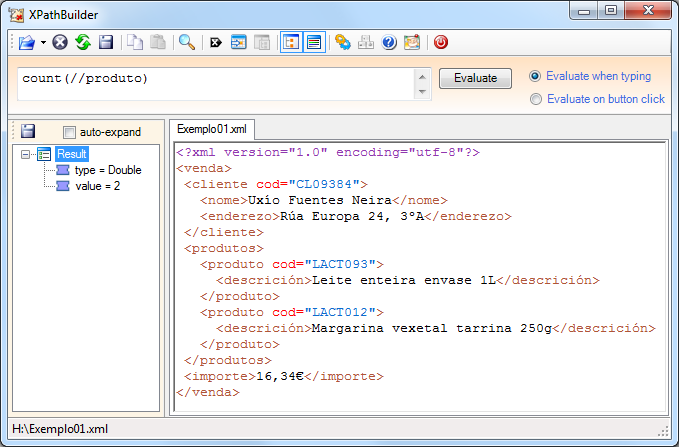 XPathBuilder
count(//produto)
Evaluate
Evaluate when typing
Evaluate on button click
auto-expand
Result
type = Double
value = 2
Exemplo01.xml
<?xml version="1.0" encoding="utf-8"?>
<venda>
<cliente cod="CL09384">
<nome>Uxío Fuentes Neira</nome>
<enderezo>Rúa Europa 24, 3ºA</enderezo>
</cliente>
<produtos>
<produto cod="LACT093">
<descrición>Leite enteira envase 1L</descrición>
</produto>
<produto cod="LACT012">
<descrición>Margarina vexetal tarrina 250g</descrición>
</produto>
</produtos>
<importe>16,34€</importe>
</venda>
H:\Exemplo01.xml